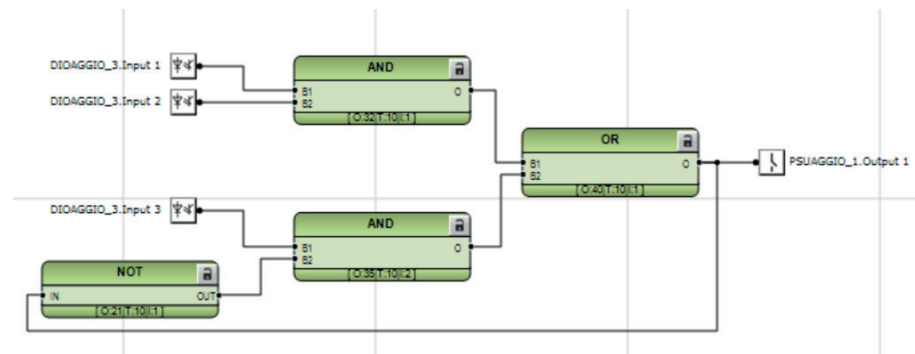 DIOAGGIO_3.Input 1
DIOAGGIO_3.Input 2
AND
B1
B2
O
[ O:32|T:10|I:1 ]
OR
B1
B2
O
[ O:40|T:10|I:1 ]
PSUAGGIO_1.Output 1
DIOAGGIO_3.Input 3
AND
B1
B2
O
[ O:35|T:10|I:2 ]
NOT
IN
OUT
[ O:21|T:10|I:1 ]